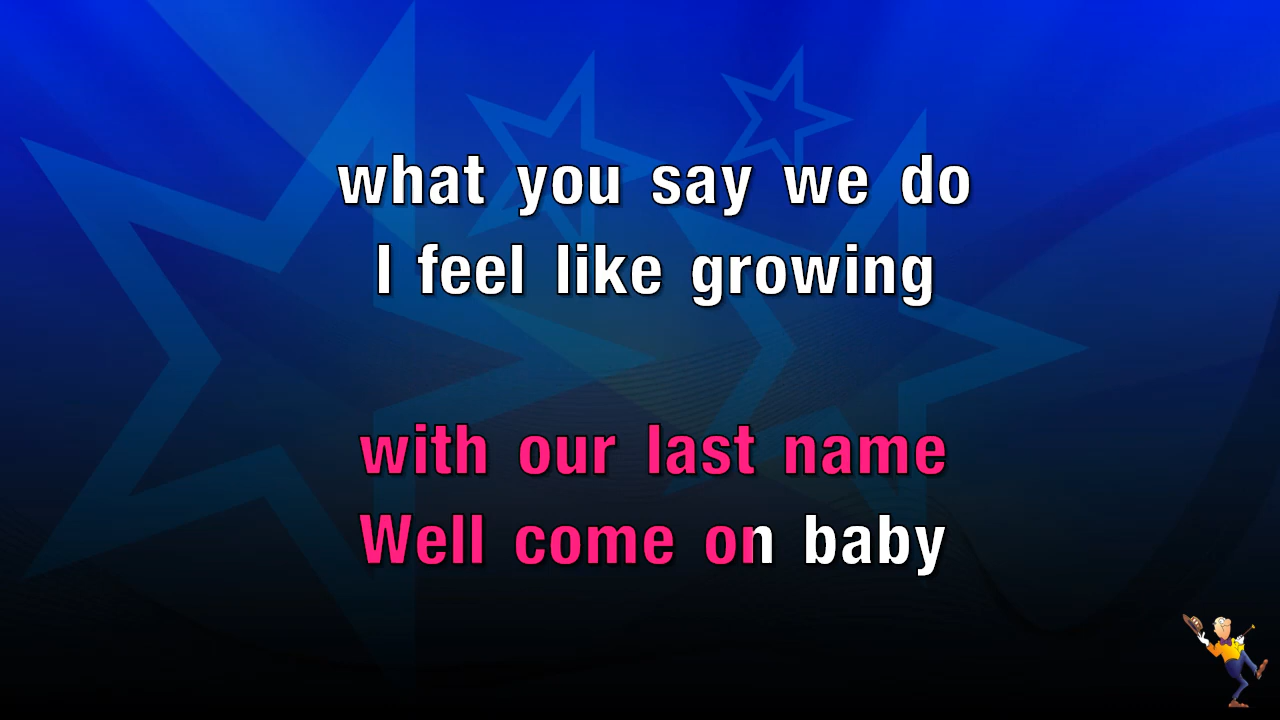 what you say we do
I feel like growing
with our last name
Well come on baby